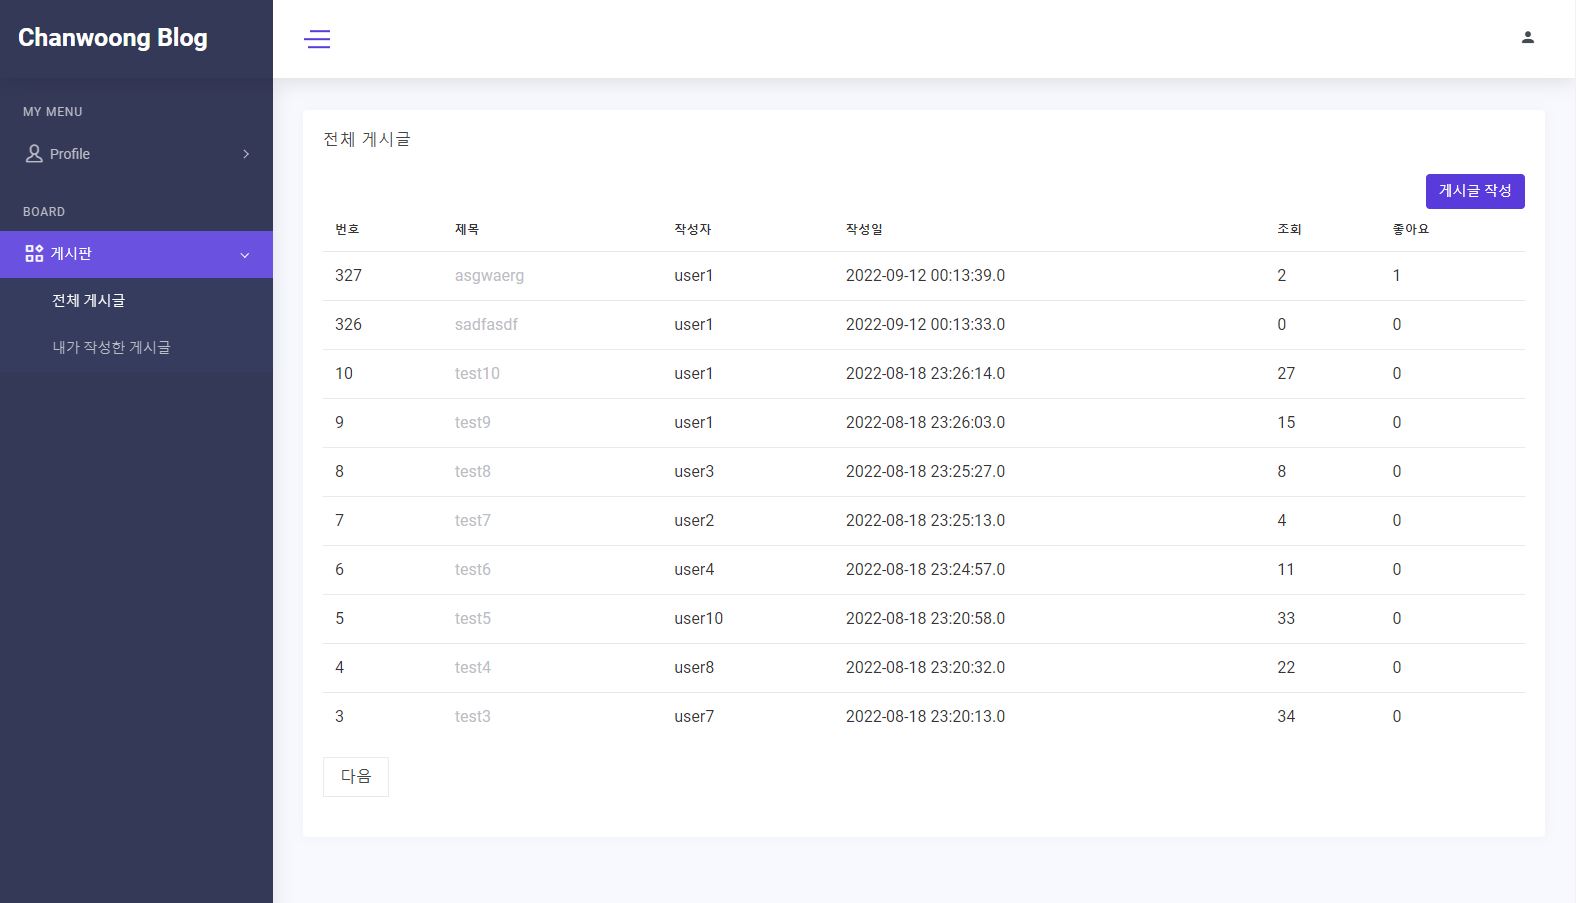 Chanwoong Blog
MY MENU
Profile
BOARD
게시판
전체 게시글
내가 작성한 게시글
전체 게시글
게시글 작성
번호 제목 작성자 작성일 조회 좋아요
327 asgwaerg user1 2022-09-12 00:13:39.0 2 1
326 sadfasdf user1 2022-09-12 00:13:33.0 0 0
10 test10 user1 2022-08-18 23:26:14.0 27 0
9 test9 user1 2022-08-18 23:26:03.0 15 0
8 test8 user3 2022-08-18 23:25:27.0 8 0
7 test7 user2 2022-08-18 23:25:13.0 4 0
6 test6 user4 2022-08-18 23:24:57.0 11 0
5 test5 user10 2022-08-18 23:20:58.0 33 0
4 test4 user8 2022-08-18 23:20:32.0 22 0
3 test3 user7 2022-08-18 23:20:13.0 34 0
다음